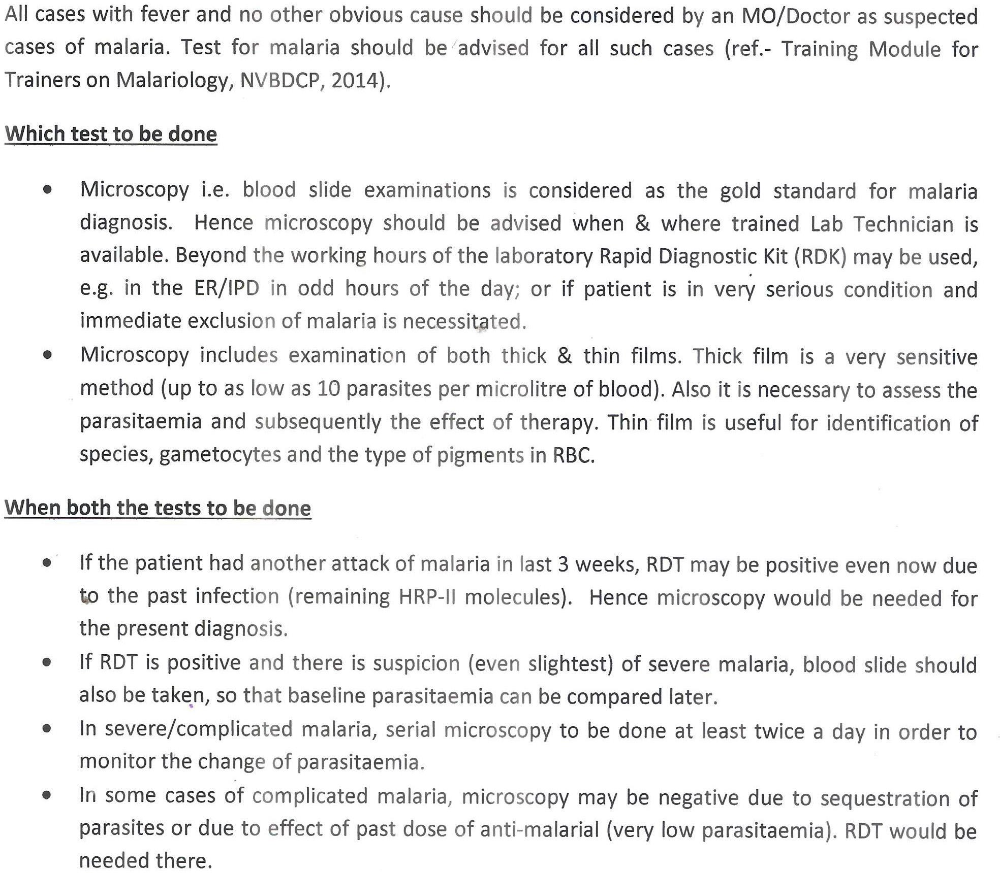 All cases with fever and no other obvious cause should be considered by an MO/Doctor as suspected
cases of malaria. Test for malaria should be advised for all such cases (ref.- Training Module for
Trainers on Malariology, NVBDCP, 2014).
Which test to be done
• Microscopy i.e. blood slide examinations is considered as the gold standard for malaria
diagnosis. Hence microscopy should be advised when & where trained Lab Technician is
available. Beyond the working hours of the laboratory Rapid Diagnostic Kit (RDK) may be used,
e.g. in the ER/IPD in odd hours of the day; or if patient is in very serious condition and
immediate exclusion of malaria is necessitated.
• Microscopy includes examination of both thick & thin films. Thick film is a very sensitive
method (up to as low as 10 parasites per microlitre of blood). Also it is necessary to assess the
parasitaemia and subsequently the effect of therapy. Thin film is useful for identification of
species, gametocytes and the type of pigments in RBC.
When both the tests to be done
• If the patient had another attack of malaria in last 3 weeks, RDT may be positive even now due
to the past infection (remaining HRP-II molecules). Hence microscopy would be needed for
the present diagnosis.
• If RDT is positive and there is suspicion (even slightest) of severe malaria, blood slide should
also be taken, so that baseline parasitaemia can be compared later.
• In severe/complicated malaria, serial microscopy to be done at least twice a day in order to
monitor the change of parasitaemia.
• In some cases of complicated malaria, microscopy may be negative due to sequestration of
parasites or due to effect of past dose of anti-malarial (very low parasitaemia). RDT would be
needed there.